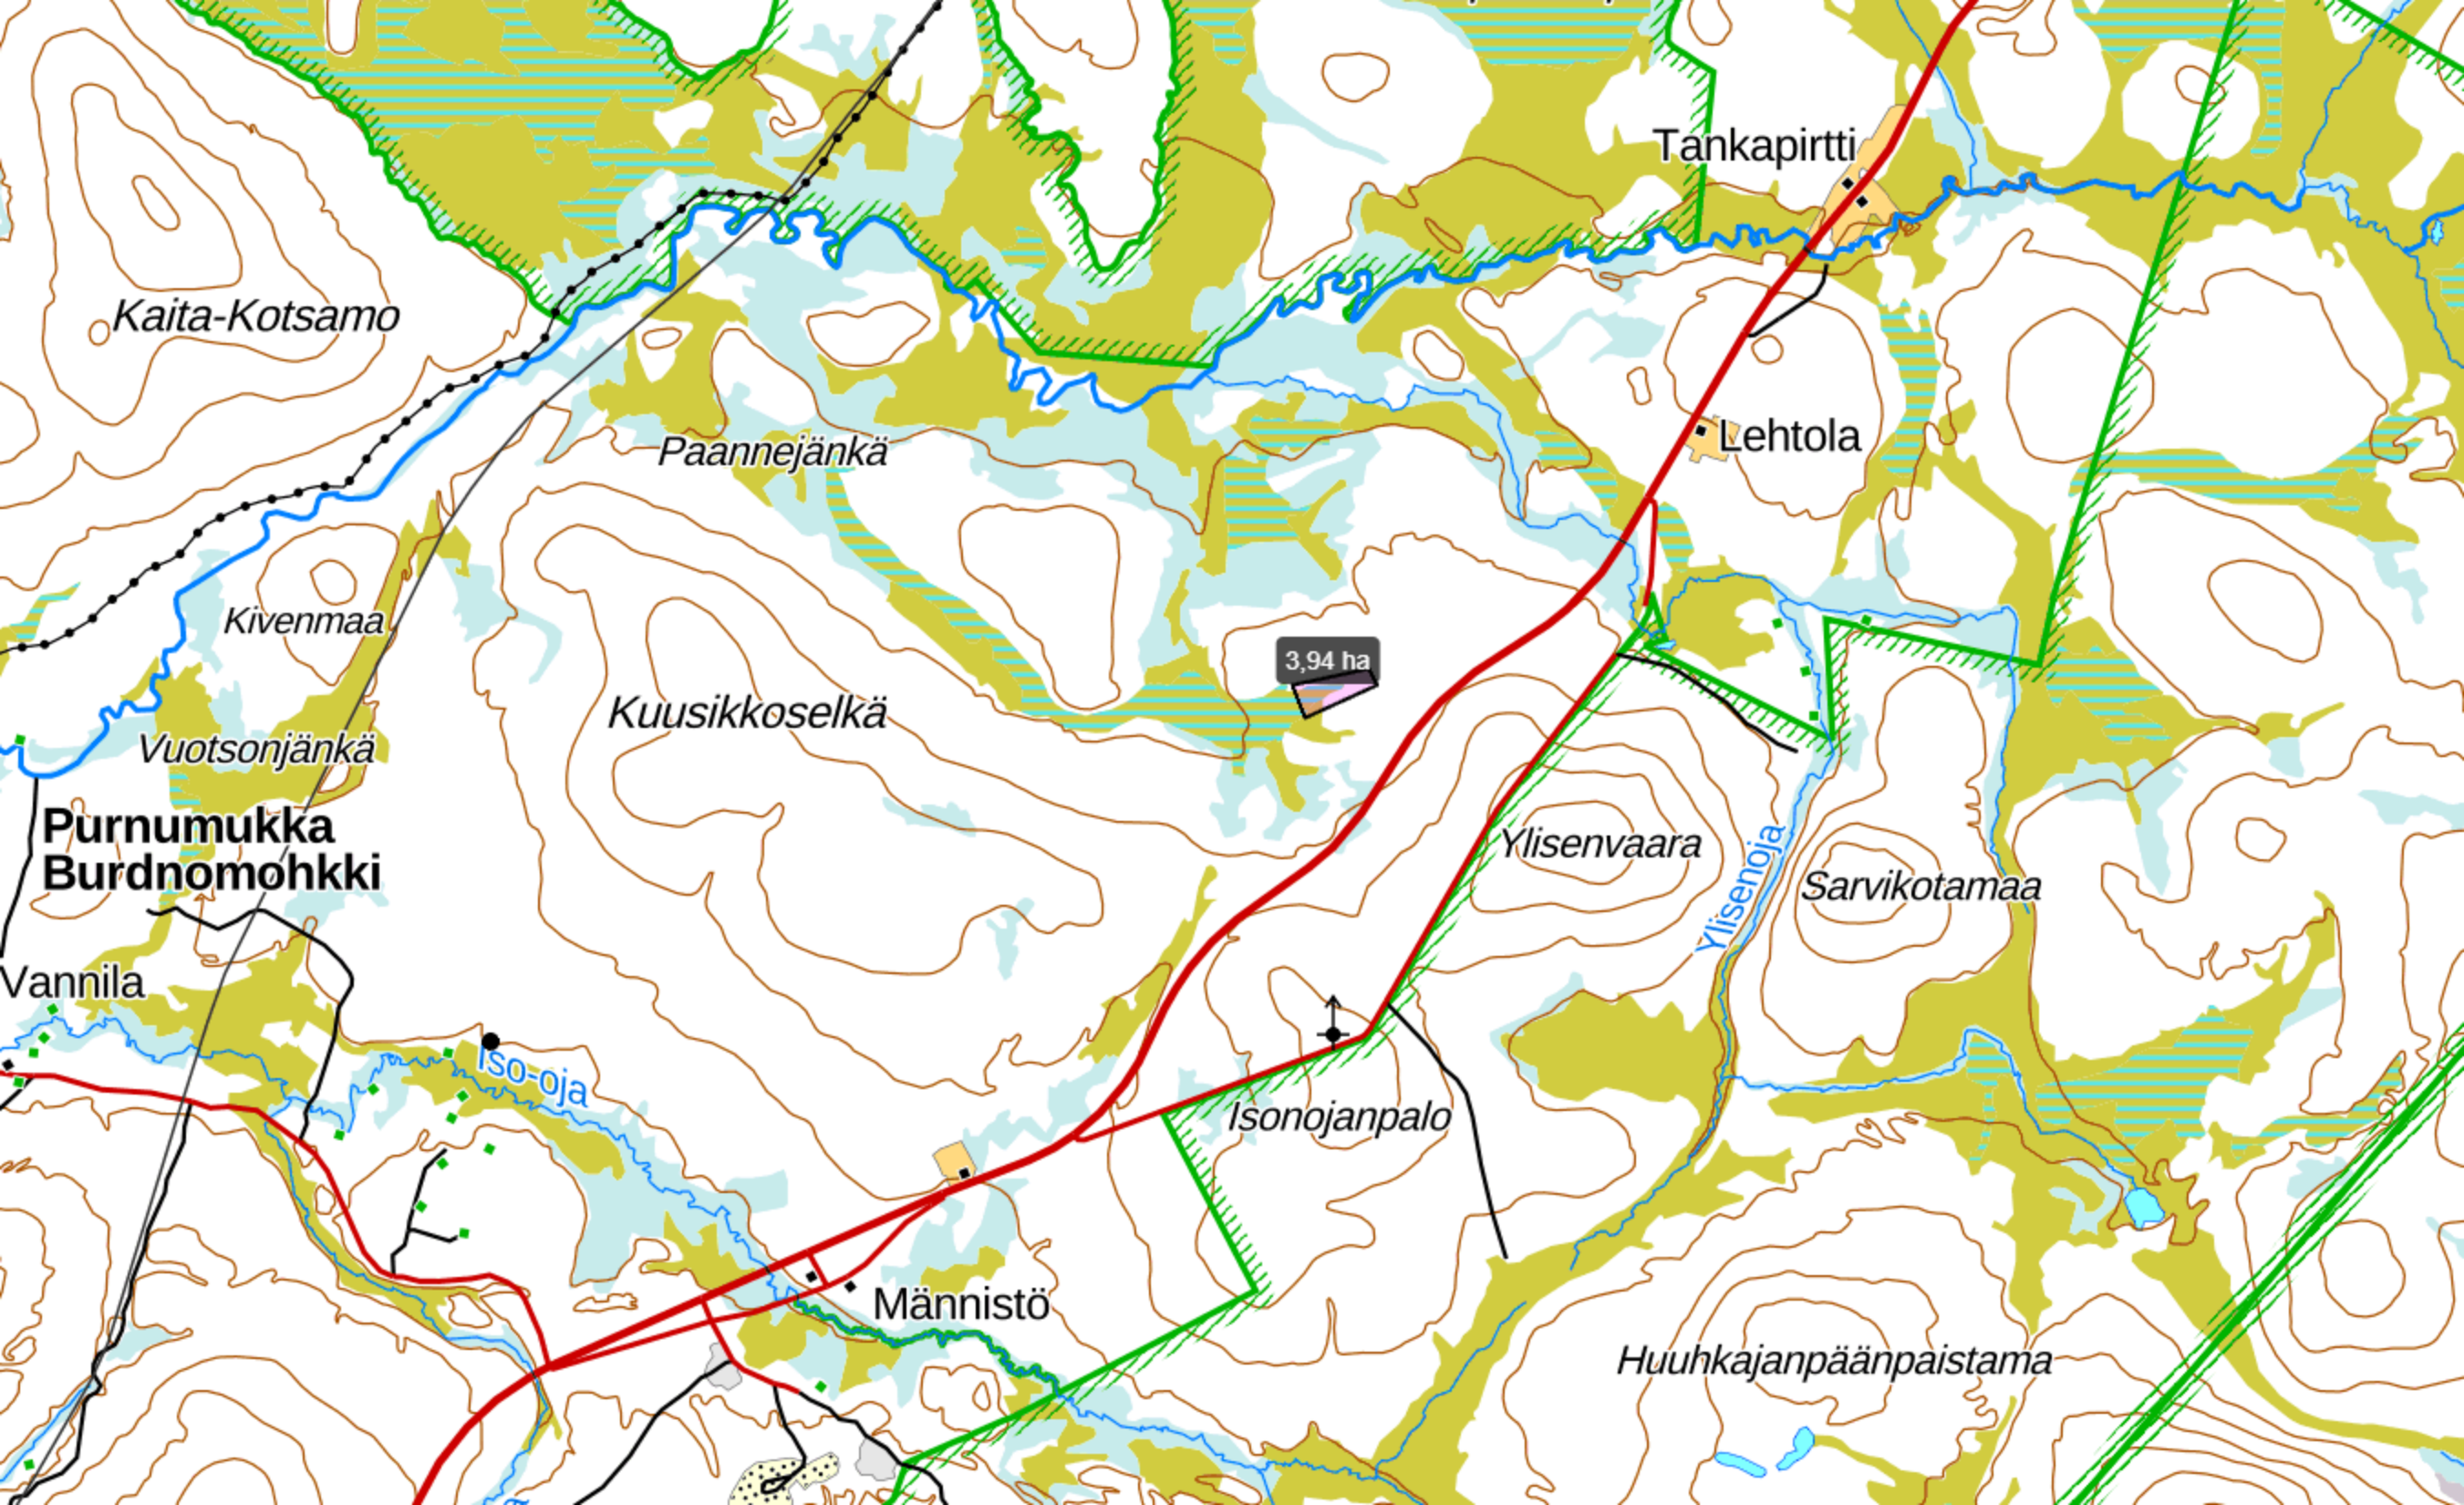 Tankapirtti
Kaita-Kotsamo
Lehtola
Paannejänkä
Kivenmaa
3,94 ha
Kuusikkoselkä
Vuotsonjänkä
Purnumukka
Burdnomohkki
Ylisenvaara
Ylisenoja
Sarvikotamaa
Vannila
Iso-oja
Isonojanpalo
Männistö
Huuhkajanpäänpaistama